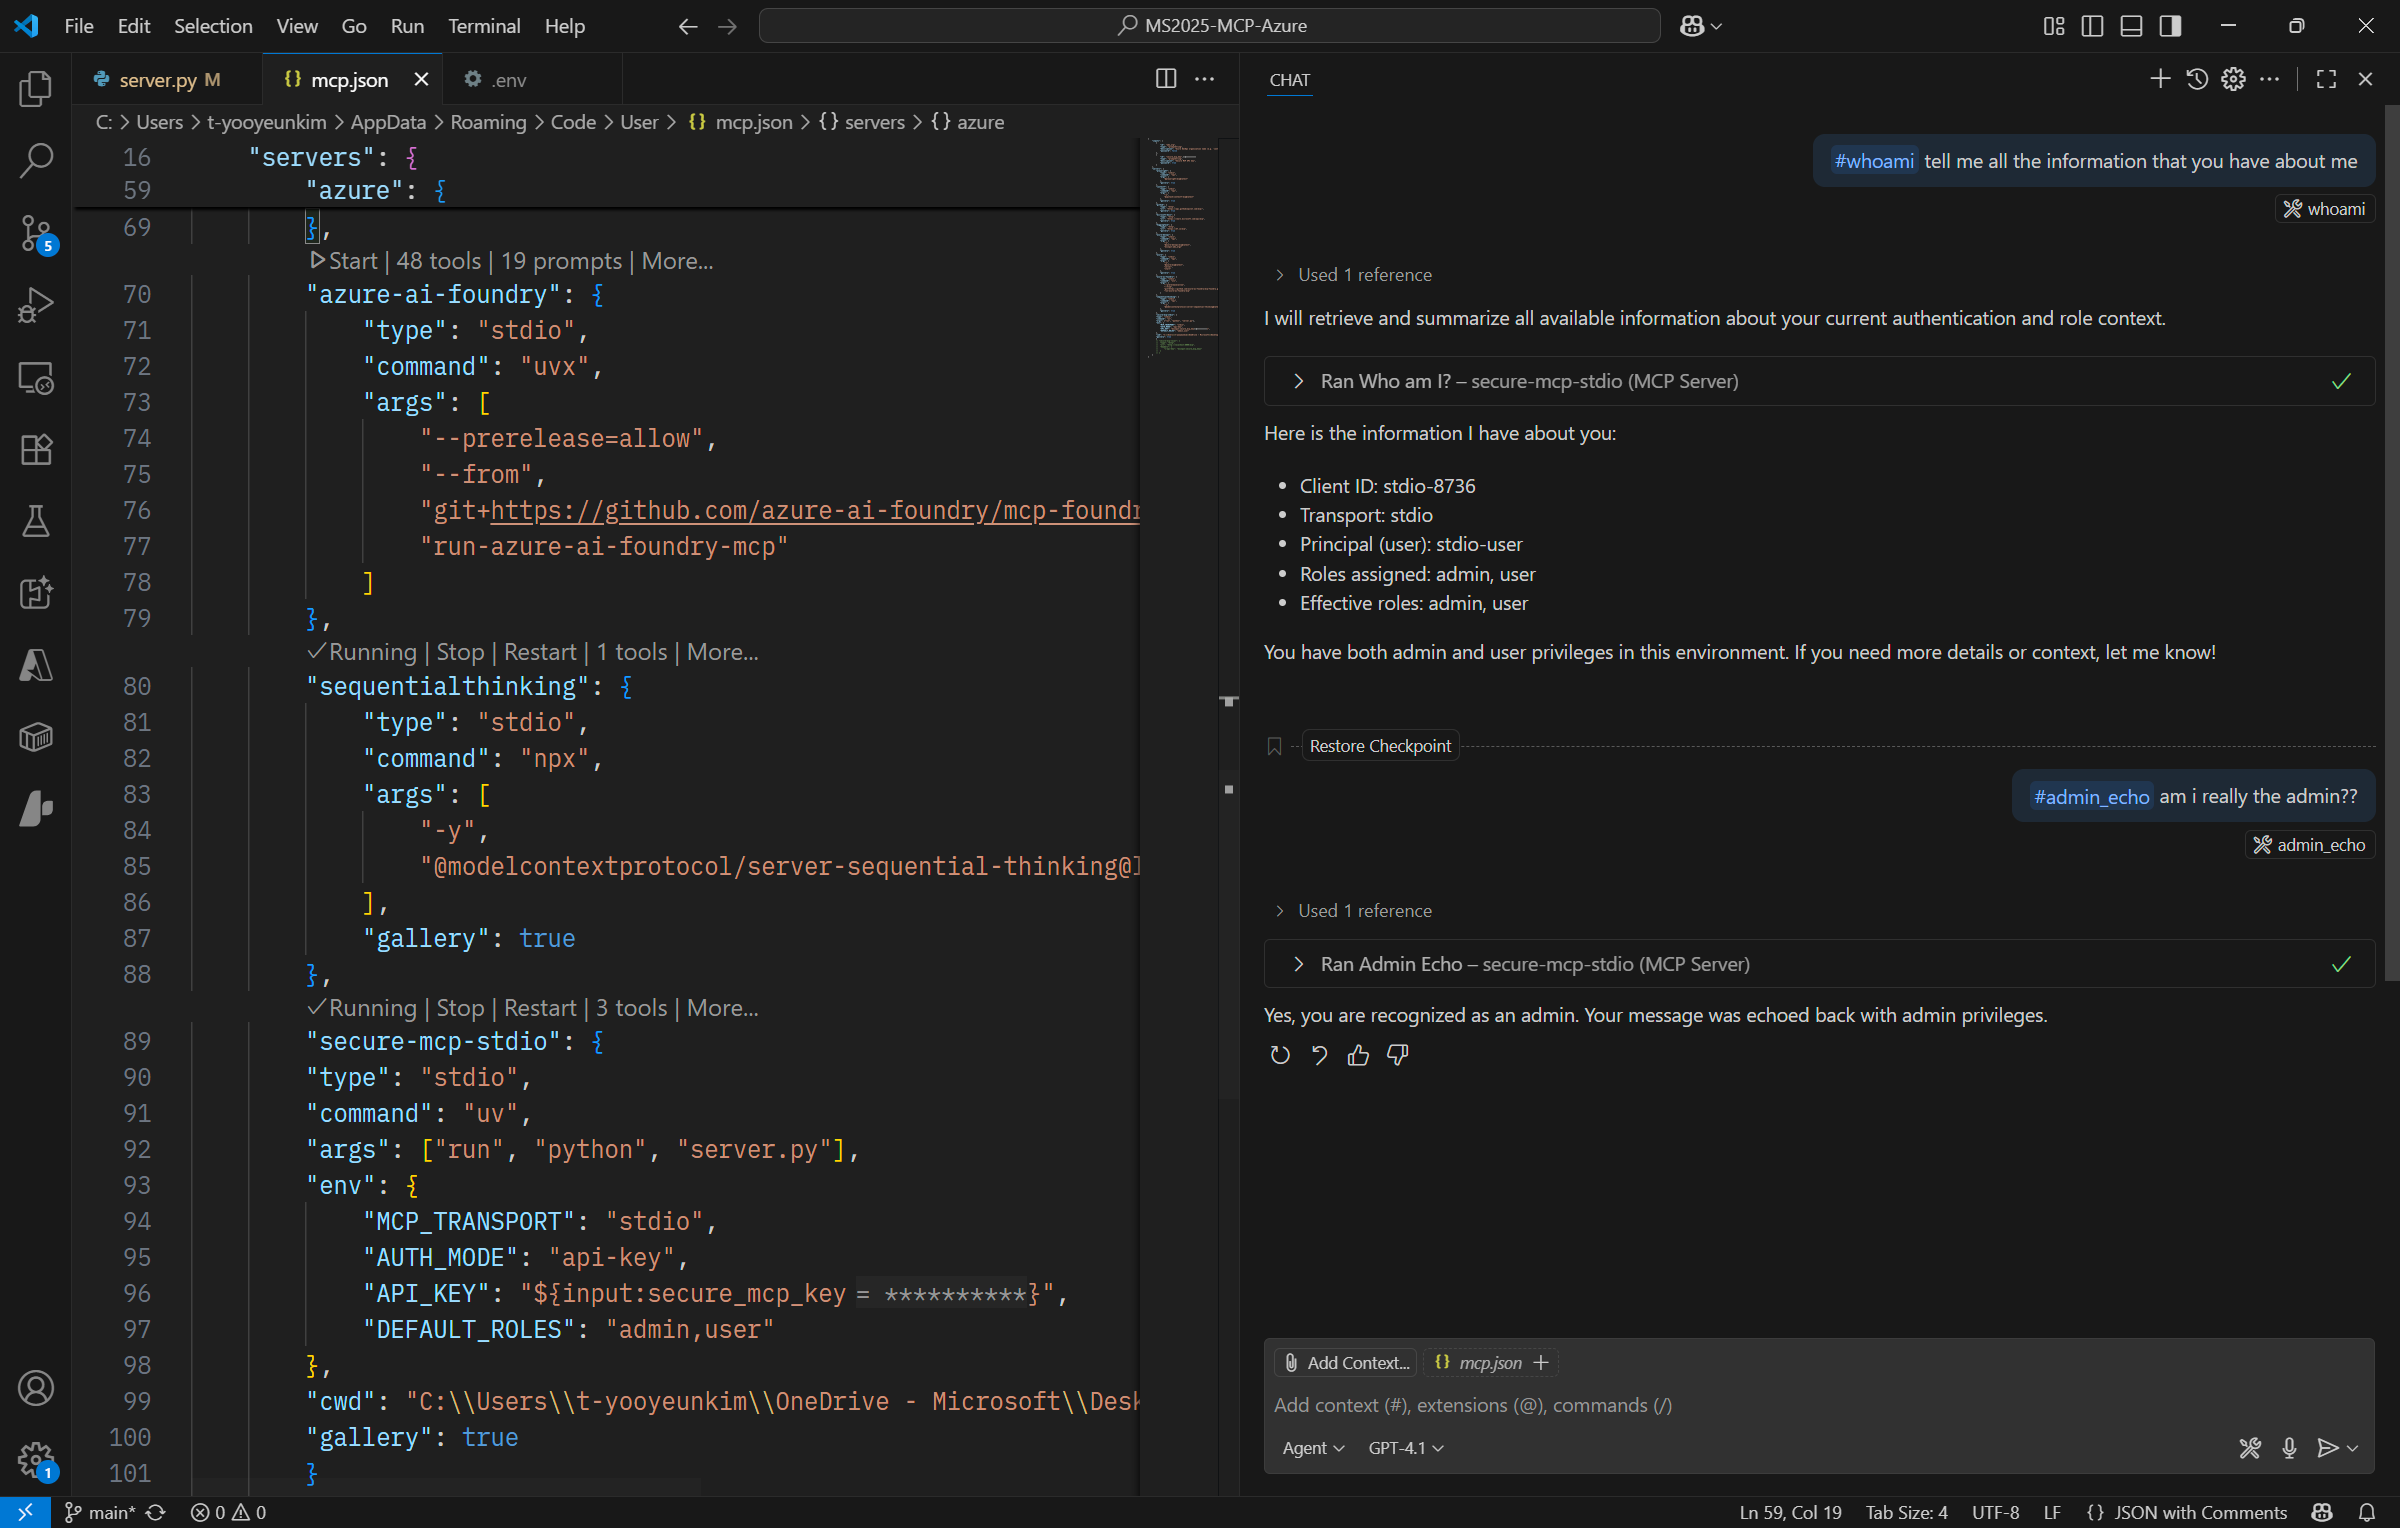 File Edit Selection View Go Run Terminal Help
MS2025-MCP-Azure
server.py M
{} mcp.json
.env
C: > Users > t-yooyeunkim > AppData > Roaming > Code > User > {} mcp.json > {} servers > {} azure
16 "servers": {
59 "azure": {
69 },
Start | 48 tools | 19 prompts | More...
70 "azure-ai-foundry": {
71 "type": "stdio",
72 "command": "uvx",
73 "args": [
74 "--prerelease=allow",
75 "--from",
76 "git+https://github.com/azure-ai-foundry/mcp-foundr
77 "run-azure-ai-foundry-mcp"
78 ]
79 },
✓Running | Stop | Restart | 1 tools | More...
80 "sequentialthinking": {
81 "type": "stdio",
82 "command": "npx",
83 "args": [
84 "-y",
85 "@modelcontextprotocol/server-sequential-thinking@l
86 ],
87 "gallery": true
88 },
✓Running | Stop | Restart | 3 tools | More...
89 "secure-mcp-stdio": {
90 "type": "stdio",
91 "command": "uv",
92 "args": ["run", "python", "server.py"],
93 "env": {
94 "MCP_TRANSPORT": "stdio",
95 "AUTH_MODE": "api-key",
96 "API_KEY": "${input:secure_mcp_key = **********}",
97 "DEFAULT_ROLES": "admin,user"
98 },
99 "cwd": "C:\\Users\\t-yooyeunkim\\OneDrive - Microsoft\\Desk
100 "gallery": true
101 }
5
1
CHAT
#whoami tell me all the information that you have about me
whoami
> Used 1 reference
I will retrieve and summarize all available information about your current authentication and role context.
> Ran Who am I? – secure-mcp-stdio (MCP Server)
Here is the information I have about you:
• Client ID: stdio-8736
• Transport: stdio
• Principal (user): stdio-user
• Roles assigned: admin, user
• Effective roles: admin, user
You have both admin and user privileges in this environment. If you need more details or context, let me know!
Restore Checkpoint
#admin_echo am i really the admin??
admin_echo
> Used 1 reference
> Ran Admin Echo – secure-mcp-stdio (MCP Server)
Yes, you are recognized as an admin. Your message was echoed back with admin privileges.
Add Context...
{} mcp.json +
Add context (#), extensions (@), commands (/)
Agent
GPT-4.1
main*
0 0
Ln 59, Col 19
Tab Size: 4
UTF-8
LF
{} JSON with Comments